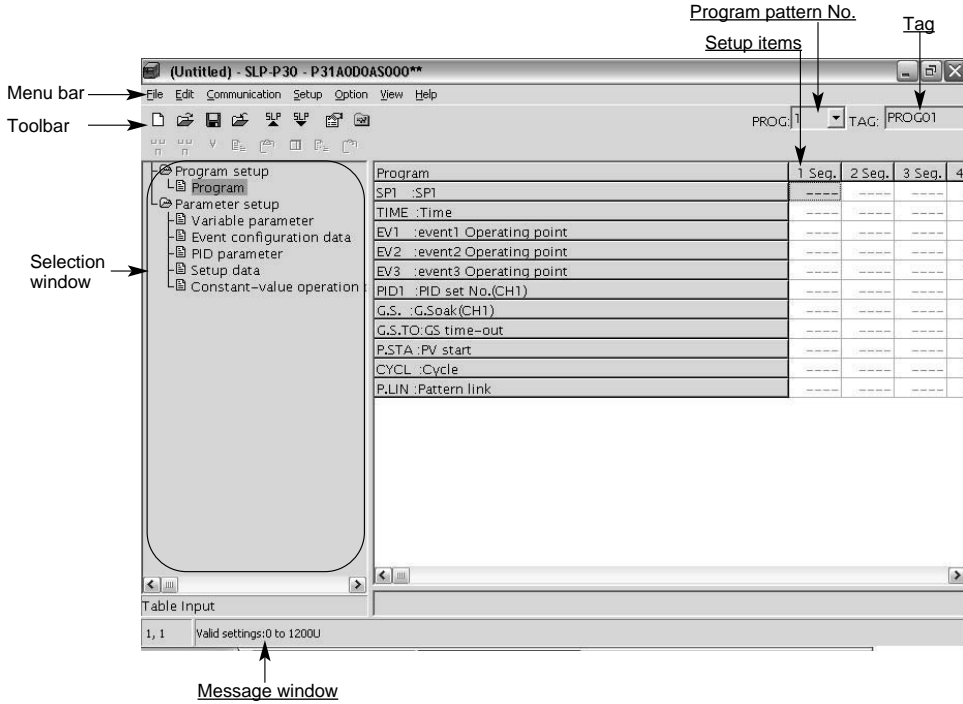 Program pattern No.
Tag
Setup items
(Untitled) - SLP-P30 - P31A0D0AS000**
Menu bar
File Edit Communication Setup Option View Help
Toolbar
SLP SLP
PROG: 1 TAG: PROG01
Program setup
Program
Parameter setup
Variable parameter
Event configuration data
PID parameter
Setup data
Constant-value operation
Selection
window
Program 1 Seg. 2 Seg. 3 Seg. 4
SP1 :SP1 ---- ---- ----
TIME :Time ---- ---- ----
EV1 :event1 Operating point ---- ---- ----
EV2 :event2 Operating point ---- ---- ----
EV3 :event3 Operating point ---- ---- ----
PID1 :PID set No.(CH1) ---- ---- ----
G.S. :G.Soak(CH1) ---- ---- ----
G.S.TO:GS time-out ---- ---- ----
P.STA :PV start ---- ---- ----
CYCL :Cycle ---- ---- ----
P.LIN :Pattern link ---- ---- ----
Table Input
1, 1 Valid settings:0 to 1200U
Message window